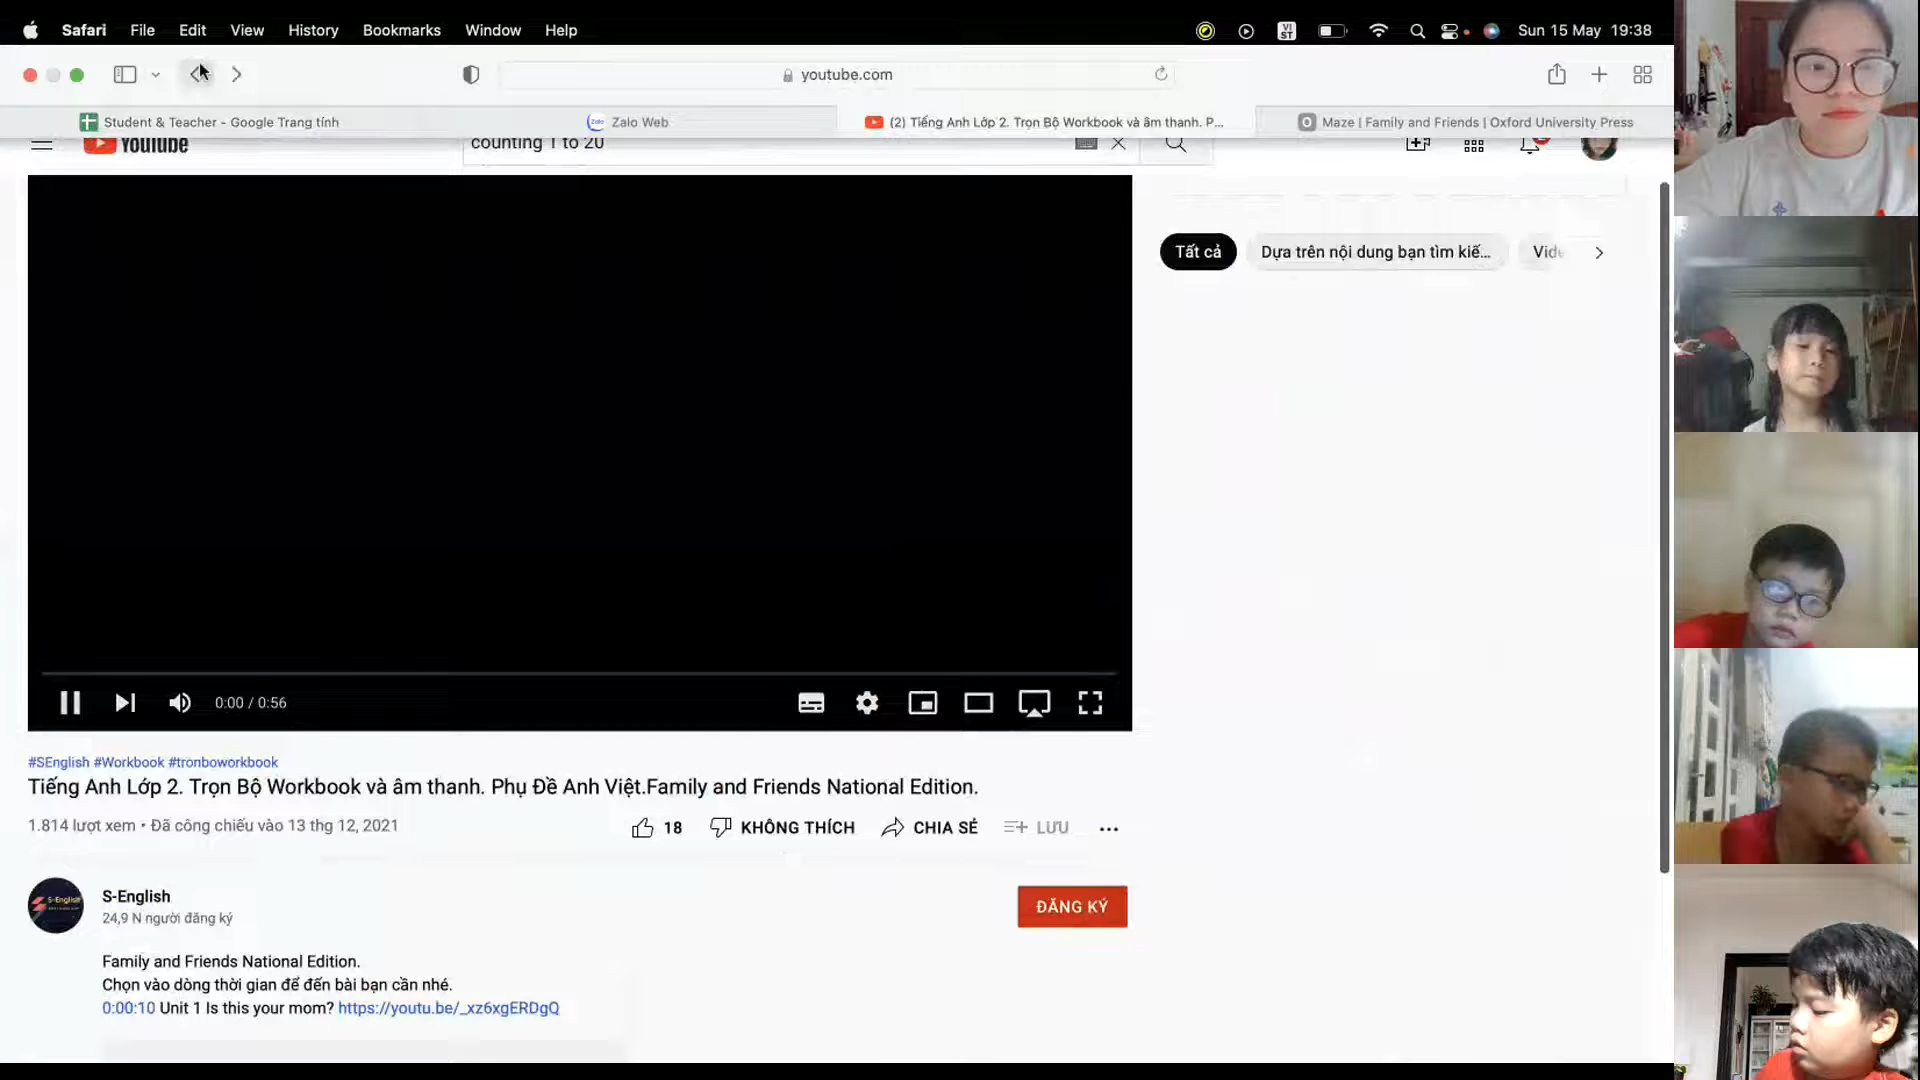 Safari File Edit View History Bookmarks Window Help
VI
ST
Sun 15 May 19:38
youtube.com
Student & Teacher - Google Trang tính
Zalo Web
(2) Tiếng Anh Lớp 2. Trọn Bộ Workbook và âm thanh. P...
Maze | Family and Friends | Oxford University Press
YouTube
counting 1 to 20
Tất cả
Dựa trên nội dung bạn tìm kiế...
Vide
0:00 / 0:56
#SEnglish #Workbook #tronboworkbook
Tiếng Anh Lớp 2. Trọn Bộ Workbook và âm thanh. Phụ Đề Anh Việt.Family and Friends National Edition.
1.814 lượt xem • Đã công chiếu vào 13 thg 12, 2021
18
KHÔNG THÍCH
CHIA SẺ
LƯU
S-English
S-English
24,9 N người đăng ký
ĐĂNG KÝ
Family and Friends National Edition.
Chọn vào dòng thời gian để đến bài bạn cần nhé.
0:00:10 Unit 1 Is this your mom? https://youtu.be/_xz6xgERDgQ